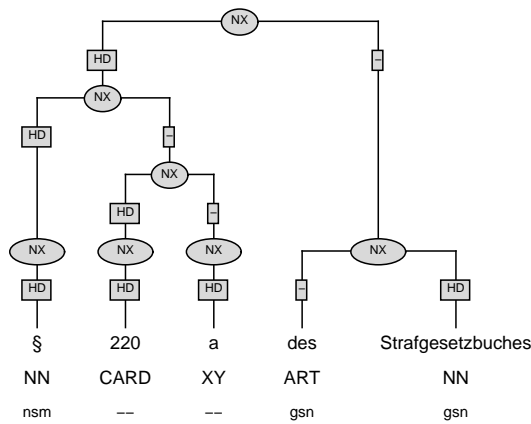 NX
HD –
NX
HD –
NX
HD –
NX NX NX NX
HD HD HD – HD
§ 220 a des Strafgesetzbuches
NN CARD XY ART NN
nsm −− −− gsn gsn